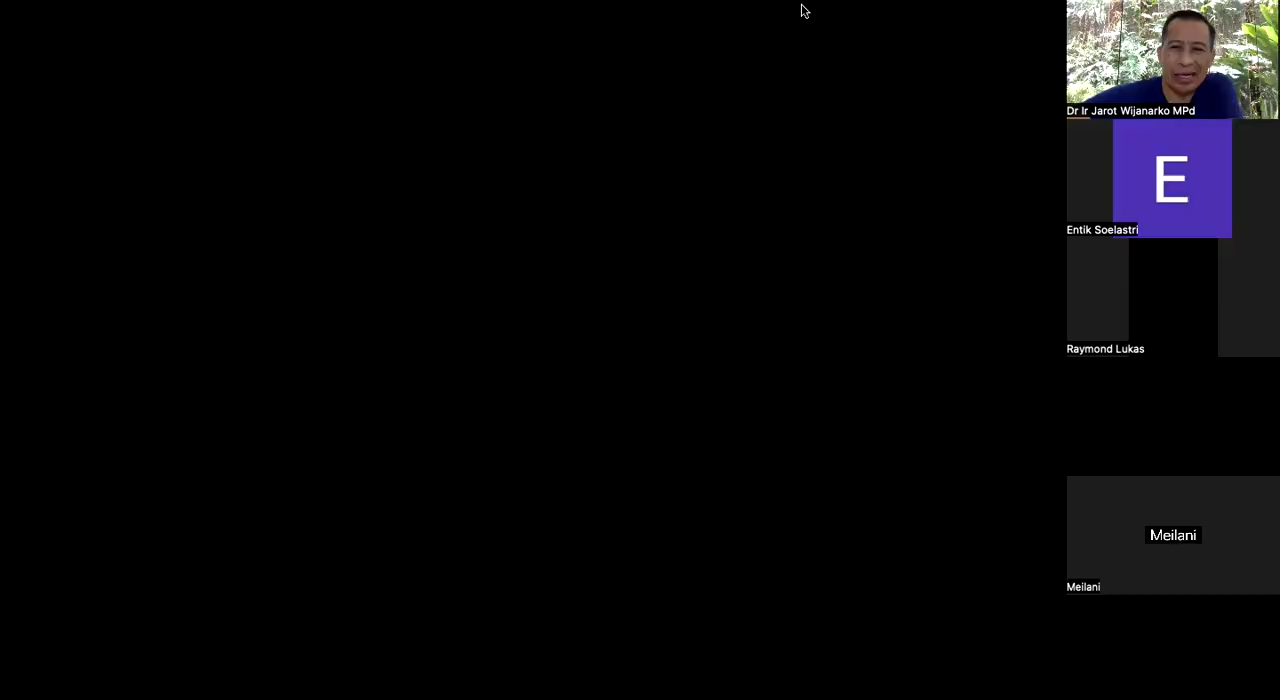 Dr Ir Jarot Wijanarko MPd
E
Entik Soelastri
Raymond Lukas
Meilani
Meilani